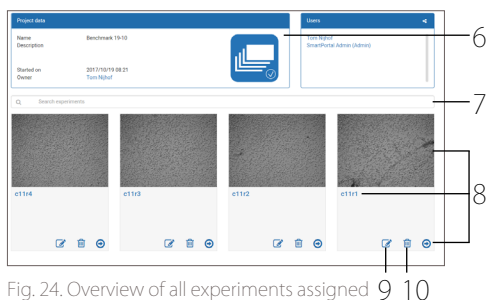 Project data
Users
Name Benchmark 19-10
Description
Started on 2017/10/19 08:21
Owner Tom Nijhof
Tom Nijhof
SmartPortal Admin (Admin)
6
Search experiments
7
c11r4 c11r3 c11r2 c11r1
8
Fig. 24. Overview of all experiments assigned
9 10